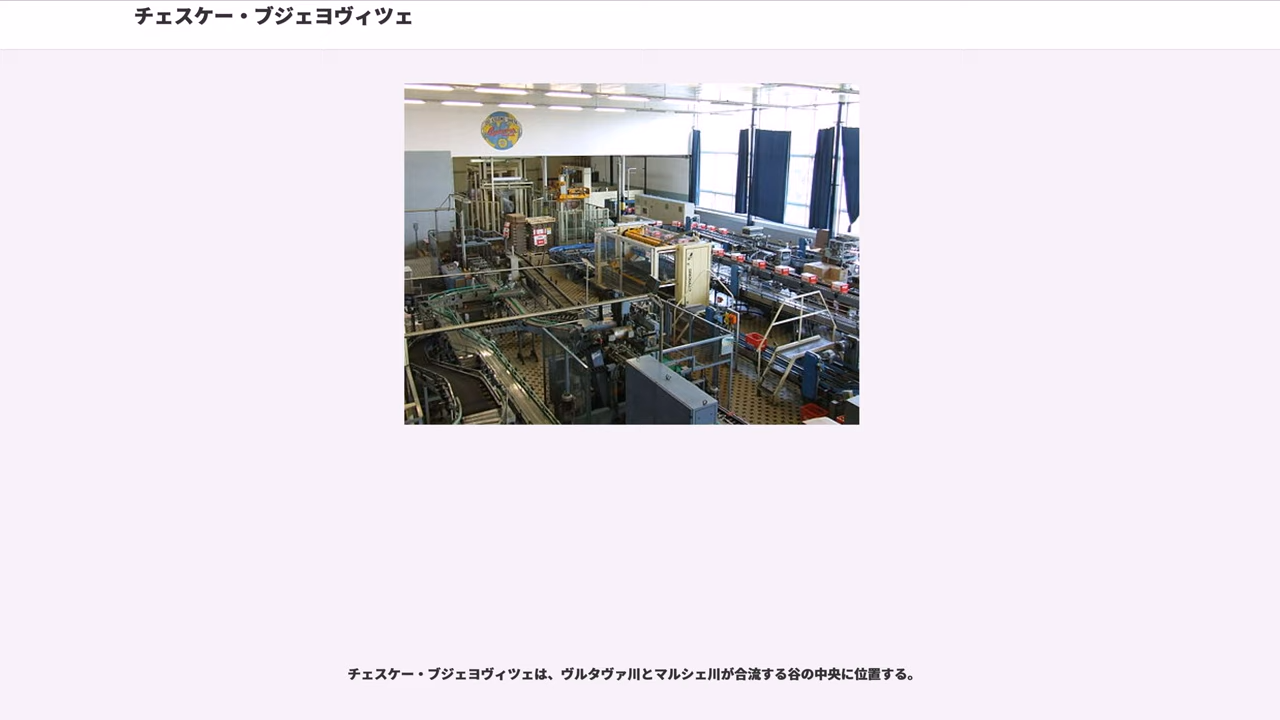 チェスケー・ブジェヨヴィツェ
チェスケー・ブジェヨヴィツェは、ヴルタヴァ川とマルシェ川が合流する谷の中央に位置する。